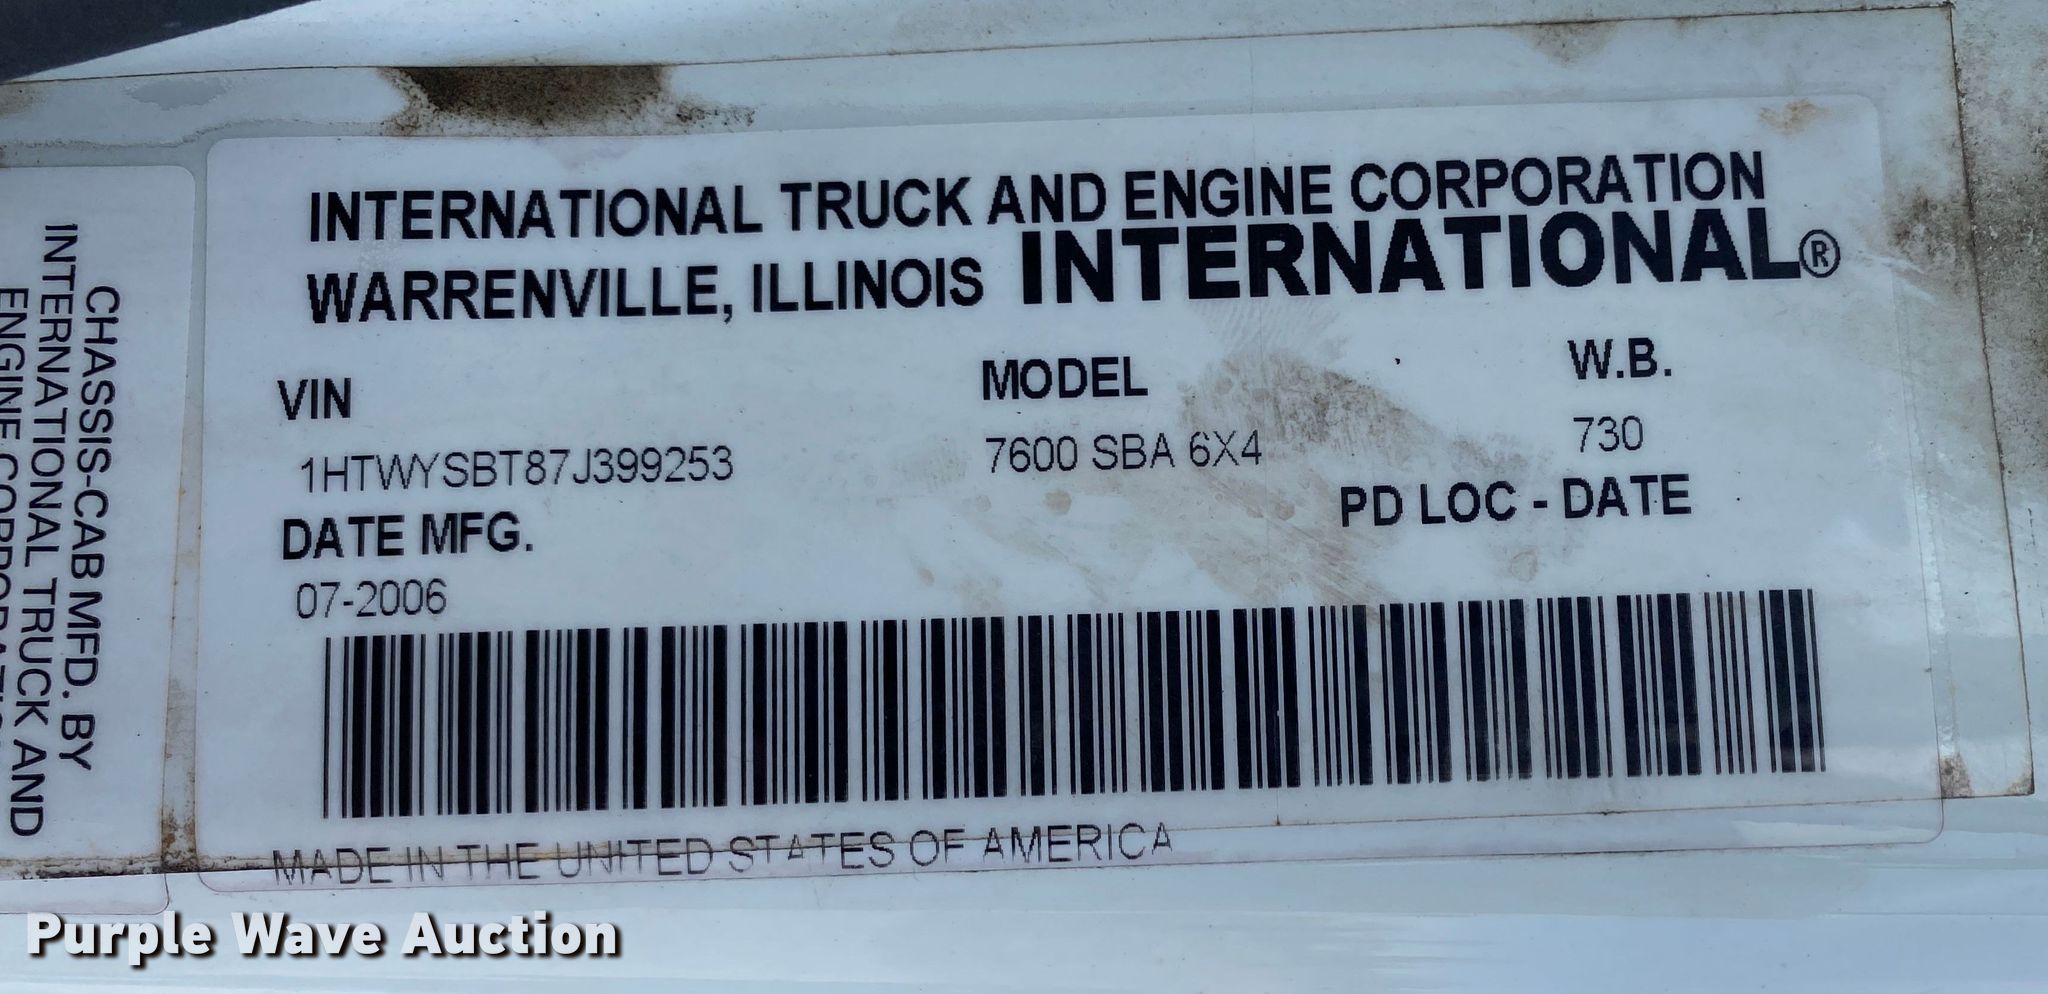 INTERNATIONAL TRUCK AND ENGINE CORPORATION
WARRENVILLE, ILLINOIS INTERNATIONAL®
VIN MODEL W.B.
1HTWYSBT87J399253 7600 SBA 6X4 730
DATE MFG. PD LOC - DATE
07-2006
MADE IN THE UNITED STATES OF AMERICA
CHASSIS-CAB MFD. BY
INTERNATIONAL TRUCK AND
ENGINE
Purple Wave Auction